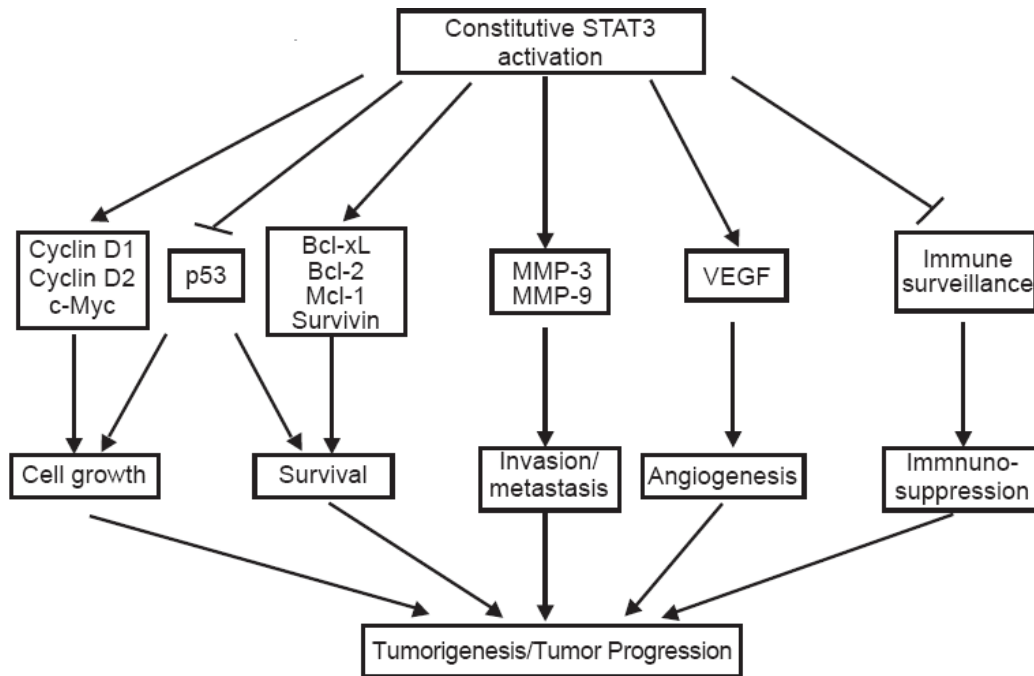 Constitutive STAT3
activation
Cyclin D1
Cyclin D2
c-Myc
p53
Bcl-xL
Bcl-2
Mcl-1
Survivin
MMP-3
MMP-9
VEGF
Immune
surveillance
Cell growth
Survival
Invasion/
metastasis
Angiogenesis
Immnuno-
suppression
Tumorigenesis/Tumor Progression